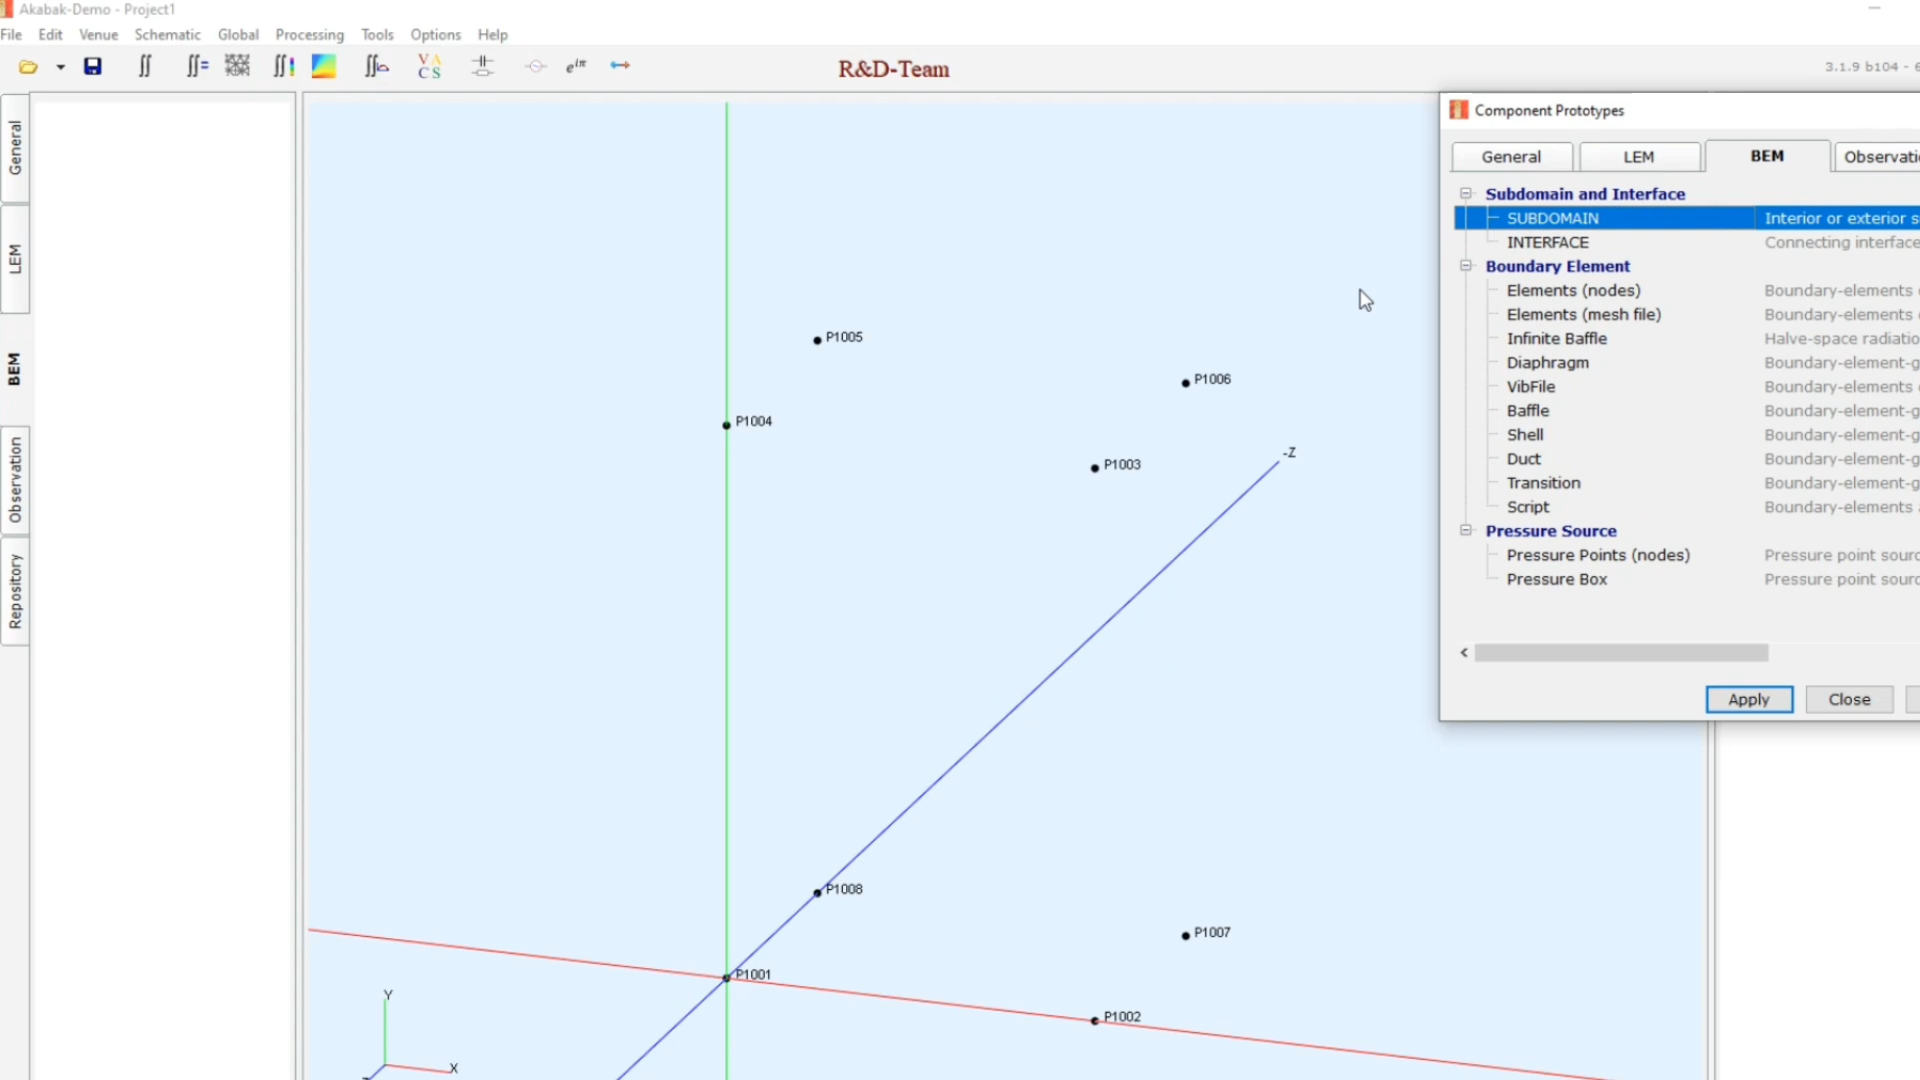 Akabak-Demo - Project1
File Edit Venue Schematic Global Processing Tools Options Help
∫∫ ∫∫= ∫∫ ∫∫ VACS e^iπ
R&D-Team
3.1.9 b104 - 6
General
LEM
BEM
Observation
Repository
P1005
P1006
P1004
-Z
P1003
P1008
P1007
P1001
P1002
Y
X
Component Prototypes
General LEM BEM Observati
Subdomain and Interface
SUBDOMAIN Interior or exterior s
INTERFACE Connecting interface
Boundary Element
Elements (nodes) Boundary-elements
Elements (mesh file) Boundary-elements
Infinite Baffle Halve-space radiatio
Diaphragm Boundary-element-g
VibFile Boundary-elements
Baffle Boundary-element-g
Shell Boundary-element-g
Duct Boundary-element-g
Transition Boundary-element-g
Script Boundary-elements
Pressure Source
Pressure Points (nodes) Pressure point sourc
Pressure Box Pressure point sourc
Apply Close